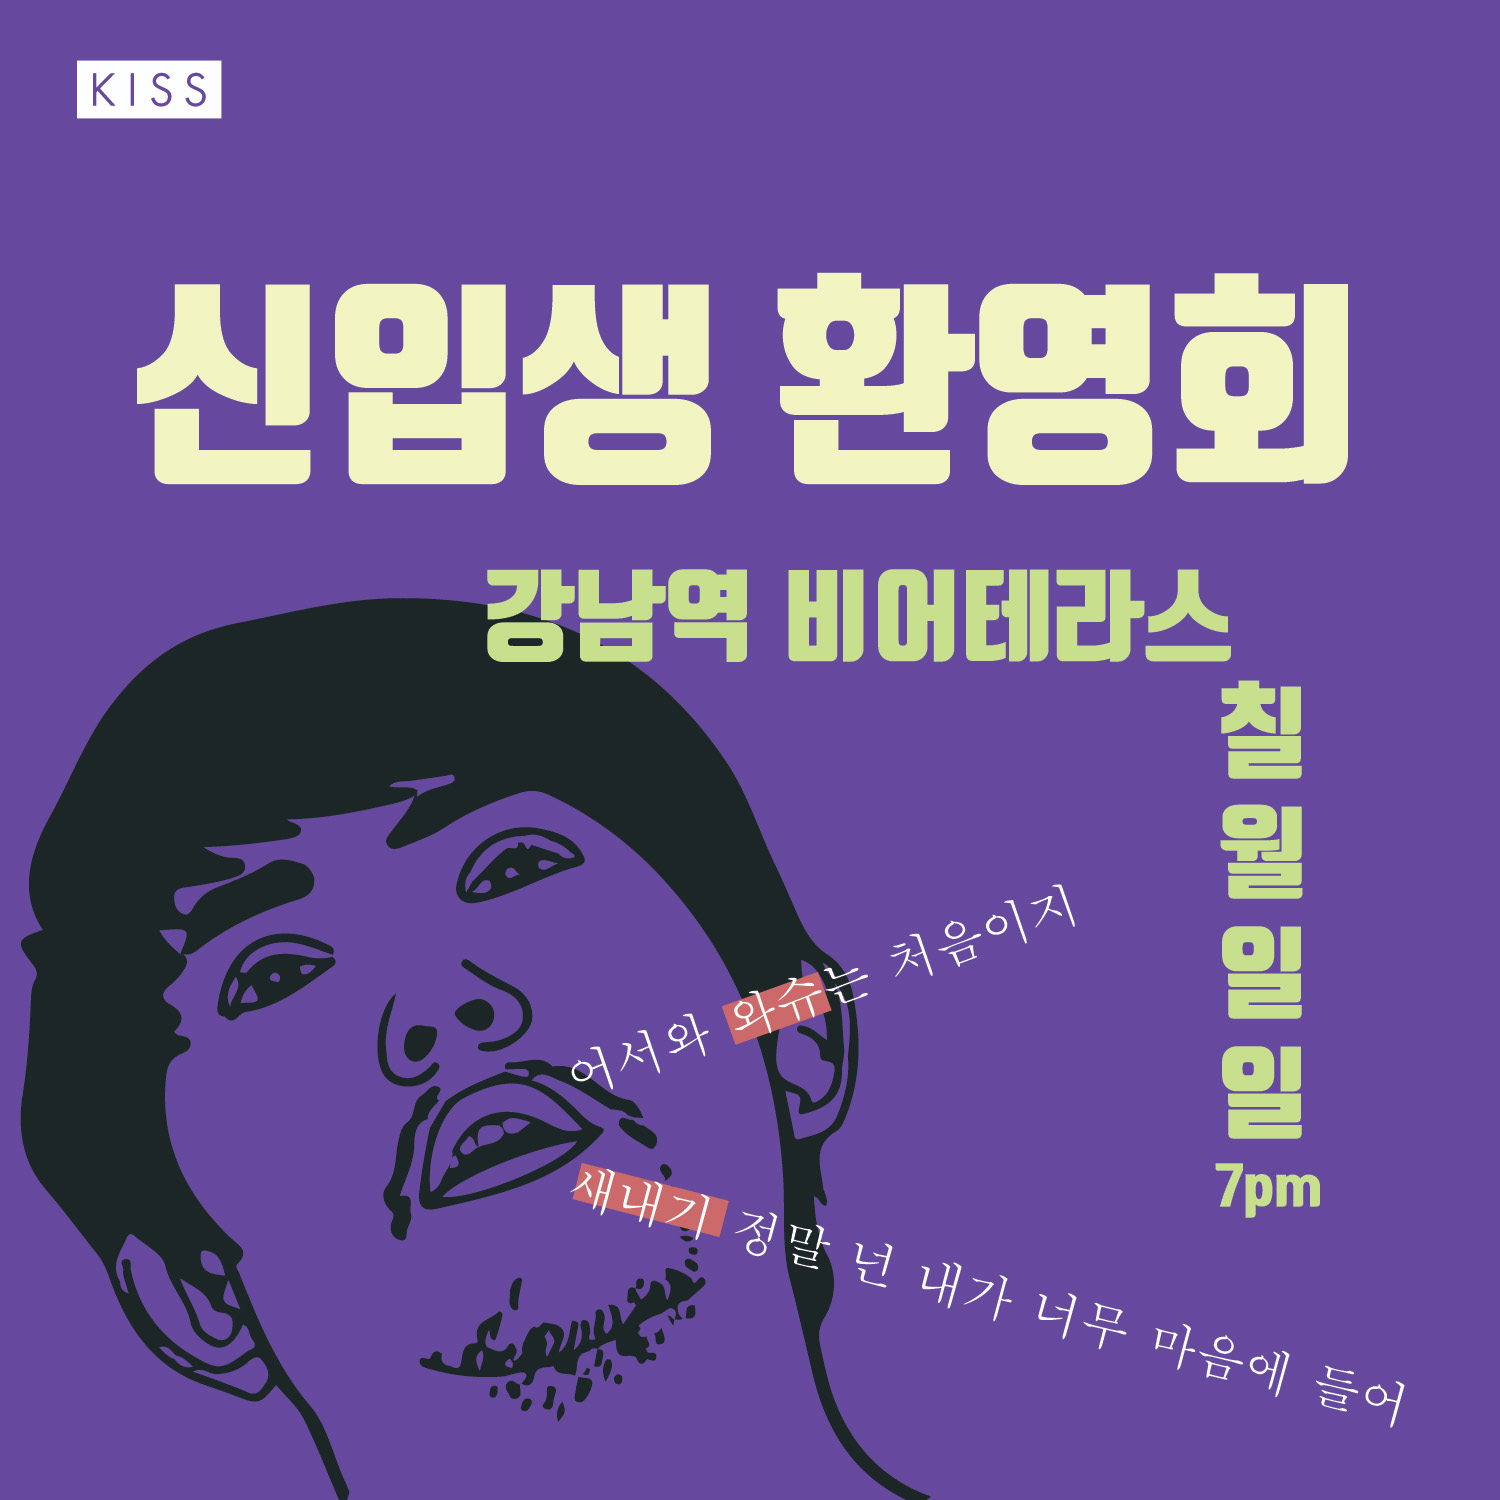 KISS
신입생 환영회
강남역 비어테라스
칠
월
일
일
7pm
어서와 와슈는 처음이지
새내기 정말 넌 내가 너무 마음에 들어